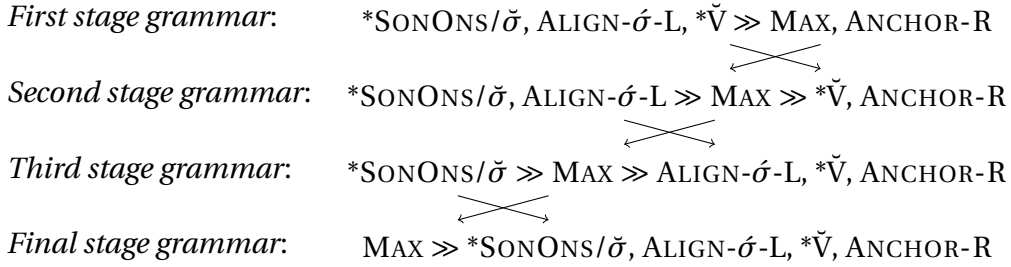 First stage grammar: *SONONS/σ̆, ALIGN-σ́-L, *V̆ ≫ MAX, ANCHOR-R
Second stage grammar: *SONONS/σ̆, ALIGN-σ́-L ≫ MAX ≫ *V̆, ANCHOR-R
Third stage grammar: *SONONS/σ̆ ≫ MAX ≫ ALIGN-σ́-L, *V̆, ANCHOR-R
Final stage grammar: MAX ≫ *SONONS/σ̆, ALIGN-σ́-L, *V̆, ANCHOR-R